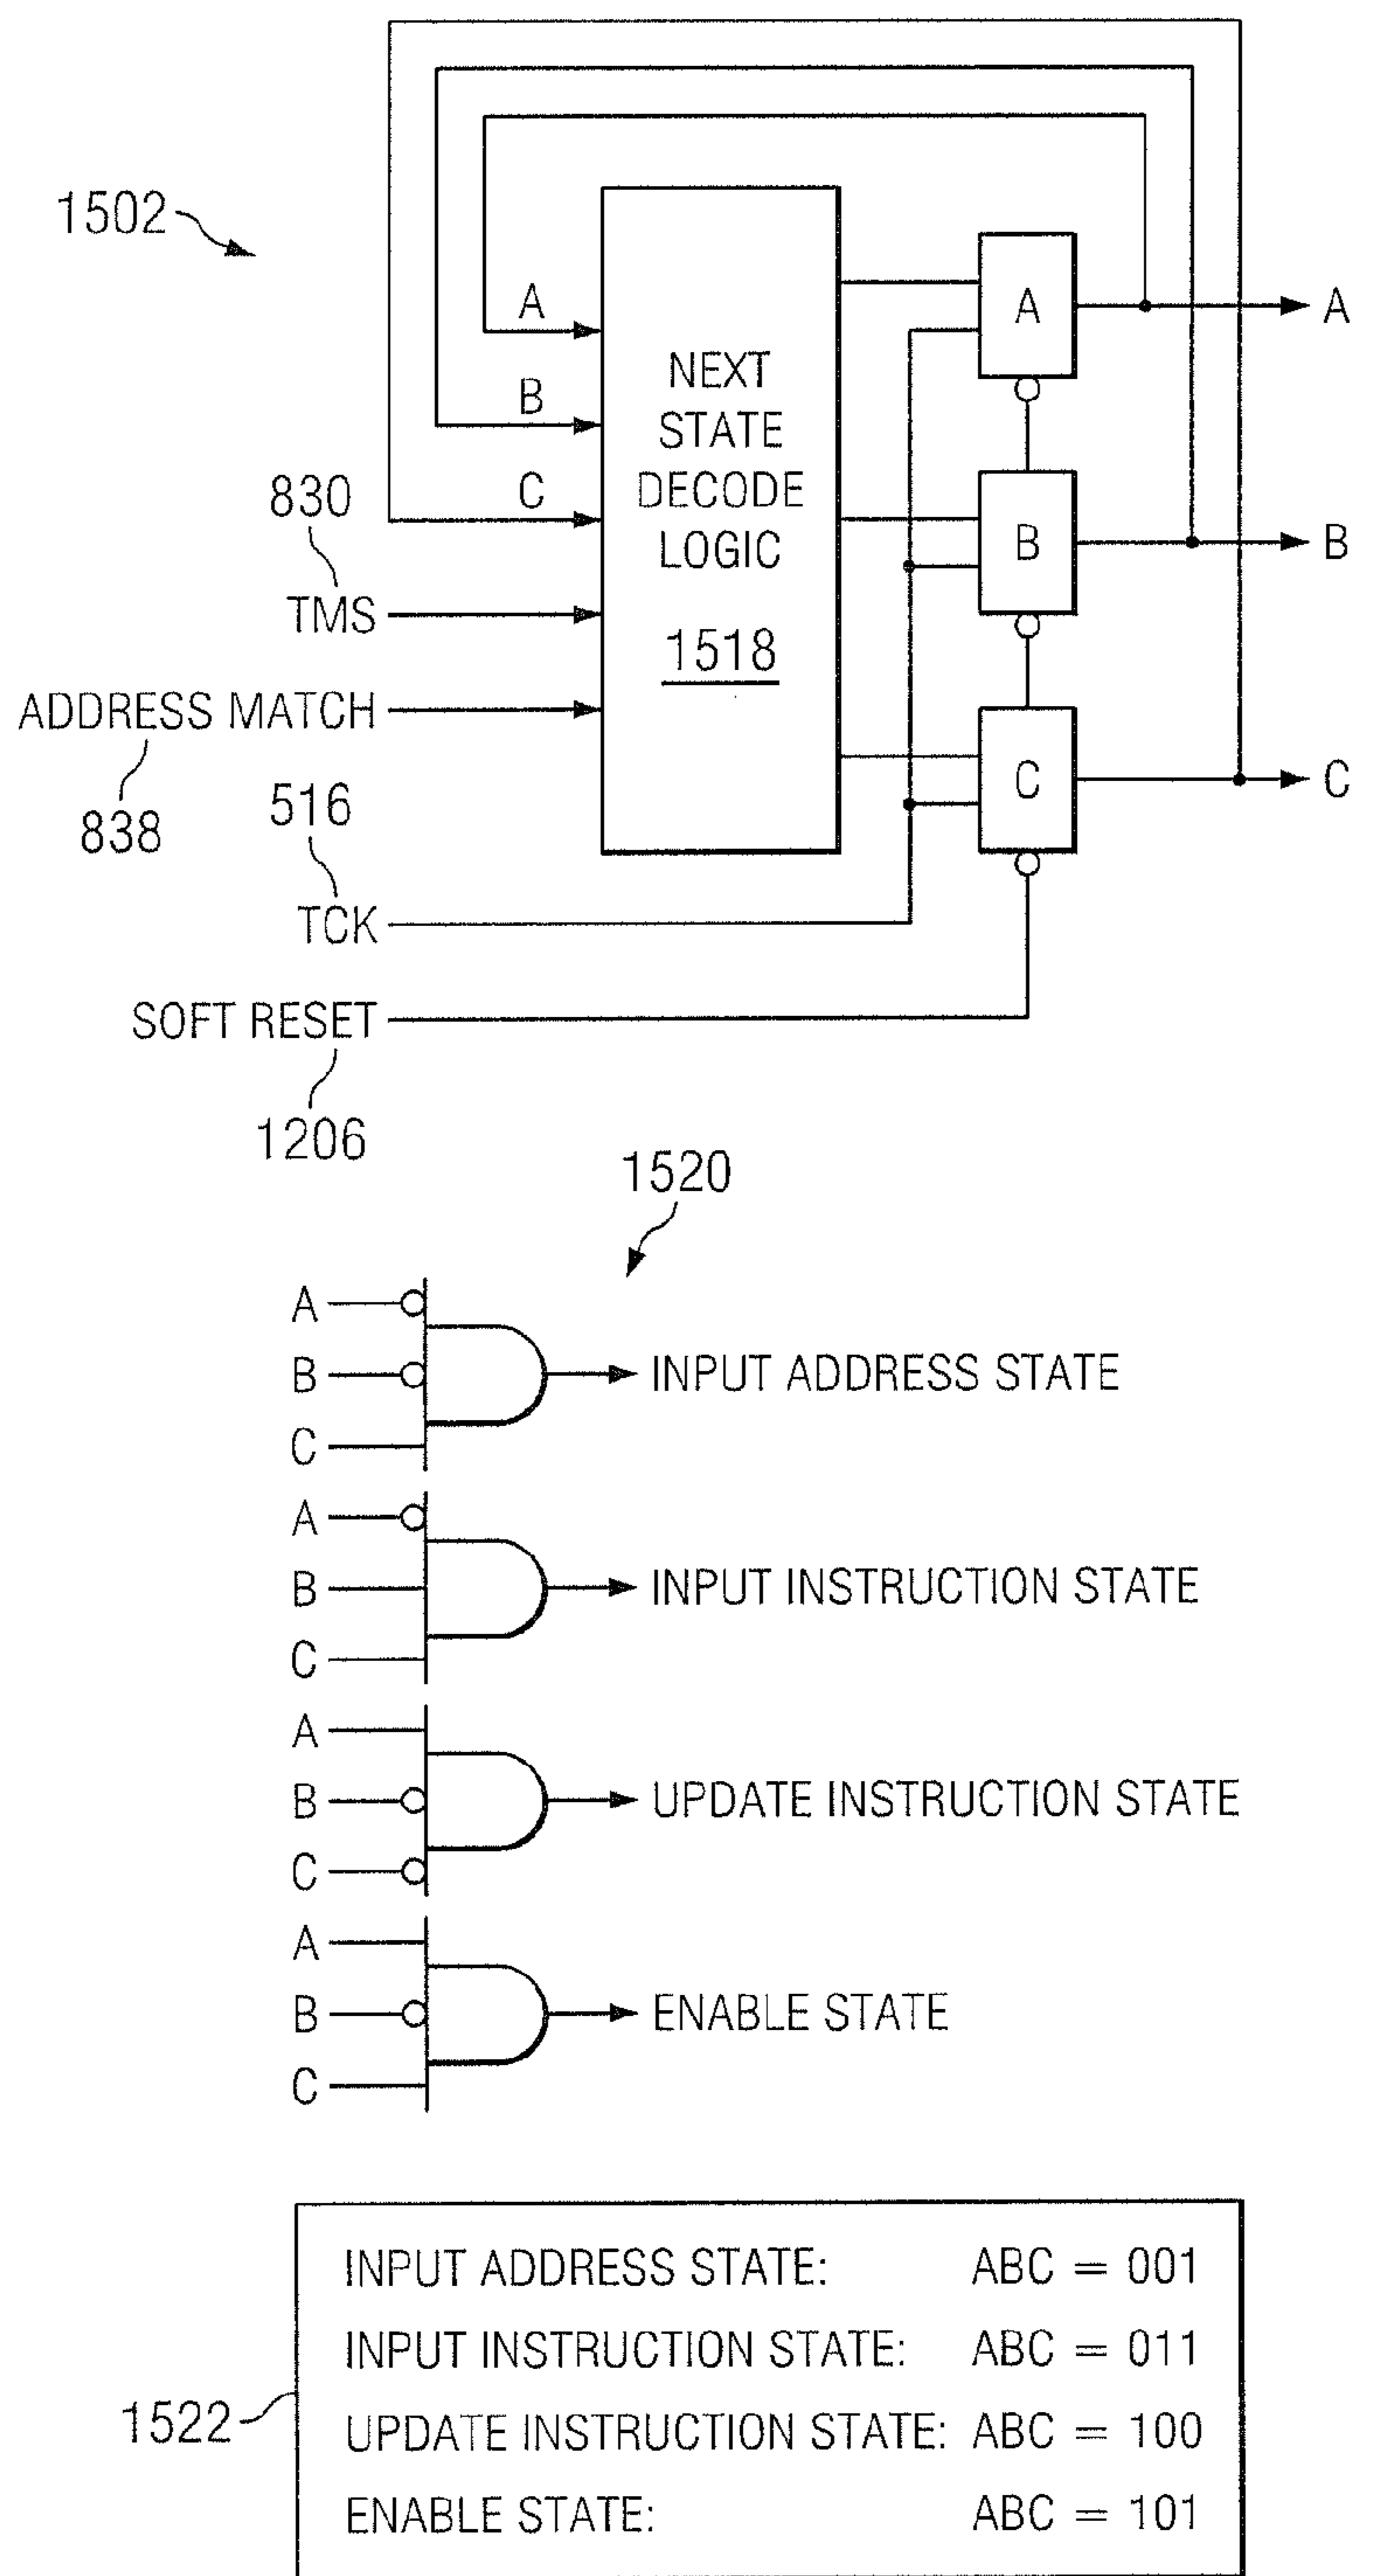 1502
A
A
A
NEXT
STATE
DECODE
LOGIC
1518
B
B
B
C
830
TMS
ADDRESS MATCH
838
C
C
516
TCK
SOFT RESET
1206
1520
A
B
C
INPUT ADDRESS STATE
A
B
C
INPUT INSTRUCTION STATE
A
B
C
UPDATE INSTRUCTION STATE
A
B
C
ENABLE STATE
1522
INPUT ADDRESS STATE: ABC = 001
INPUT INSTRUCTION STATE: ABC = 011
UPDATE INSTRUCTION STATE: ABC = 100
ENABLE STATE: ABC = 101